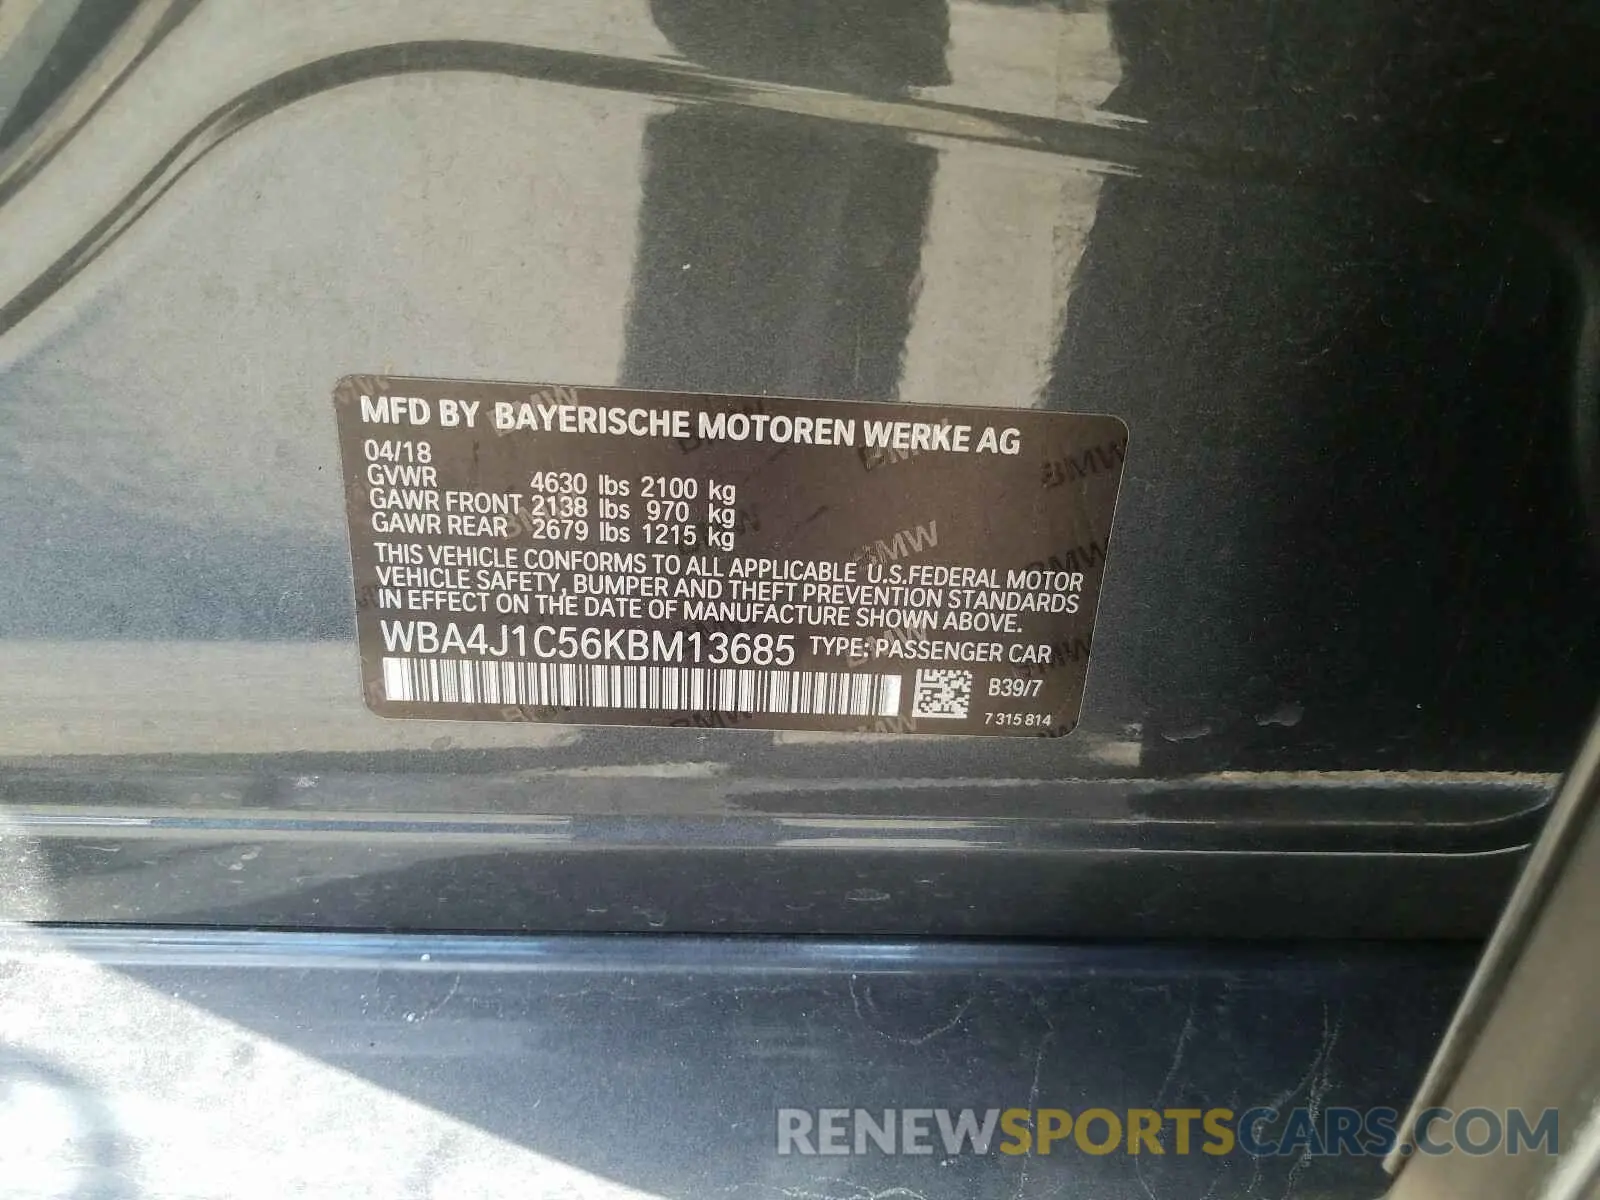 MFD BY BAYERISCHE MOTOREN WERKE AG
04/18
GVWR 4630 lbs 2100 kg
GAWR FRONT 2138 lbs 970 kg
GAWR REAR 2679 lbs 1215 kg
THIS VEHICLE CONFORMS TO ALL APPLICABLE U.S.FEDERAL MOTOR
VEHICLE SAFETY, BUMPER AND THEFT PREVENTION STANDARDS
IN EFFECT ON THE DATE OF MANUFACTURE SHOWN ABOVE.
WBA4J1C56KBM13685 TYPE: PASSENGER CAR
B39/7
7 315 814
RENEWSPORTSCARS.COM